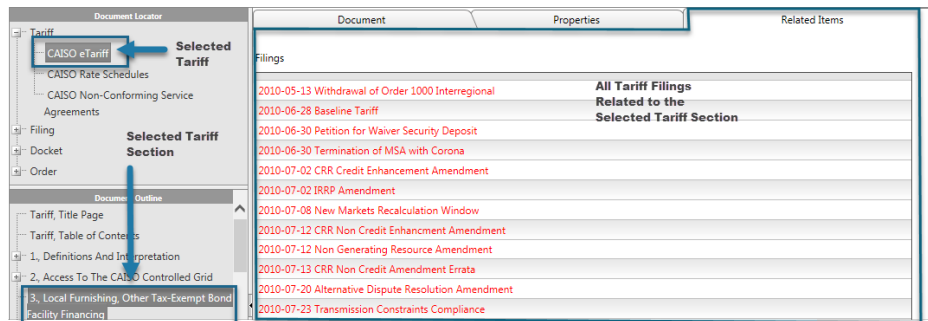 Document Locator
Tariff
CAISO eTariff
Selected
Tariff
CAISO Rate Schedules
CAISO Non-Conforming Service
Agreements
Filing
Docket
Order
Selected Tariff
Section
Document Outline
Tariff, Title Page
Tariff, Table of Contents
1., Definitions And Interpretation
2., Access To The CAISO Controlled Grid
3., Local Furnishing, Other Tax-Exempt Bond
Facility Financing
Document
Properties
Related Items
Filings
2010-05-13 Withdrawal of Order 1000 Interregional
2010-06-28 Baseline Tariff
2010-06-30 Petition for Waiver Security Deposit
2010-06-30 Termination of MSA with Corona
2010-07-02 CRR Credit Enhancement Amendment
2010-07-02 IRRP Amendment
2010-07-08 New Markets Recalculation Window
2010-07-12 CRR Non Credit Enhancment Amendment
2010-07-12 Non Generating Resource Amendment
2010-07-13 CRR Non Credit Amendment Errata
2010-07-20 Alternative Dispute Resolution Amendment
2010-07-23 Transmission Constraints Compliance
All Tariff Filings
Related to the
Selected Tariff Section